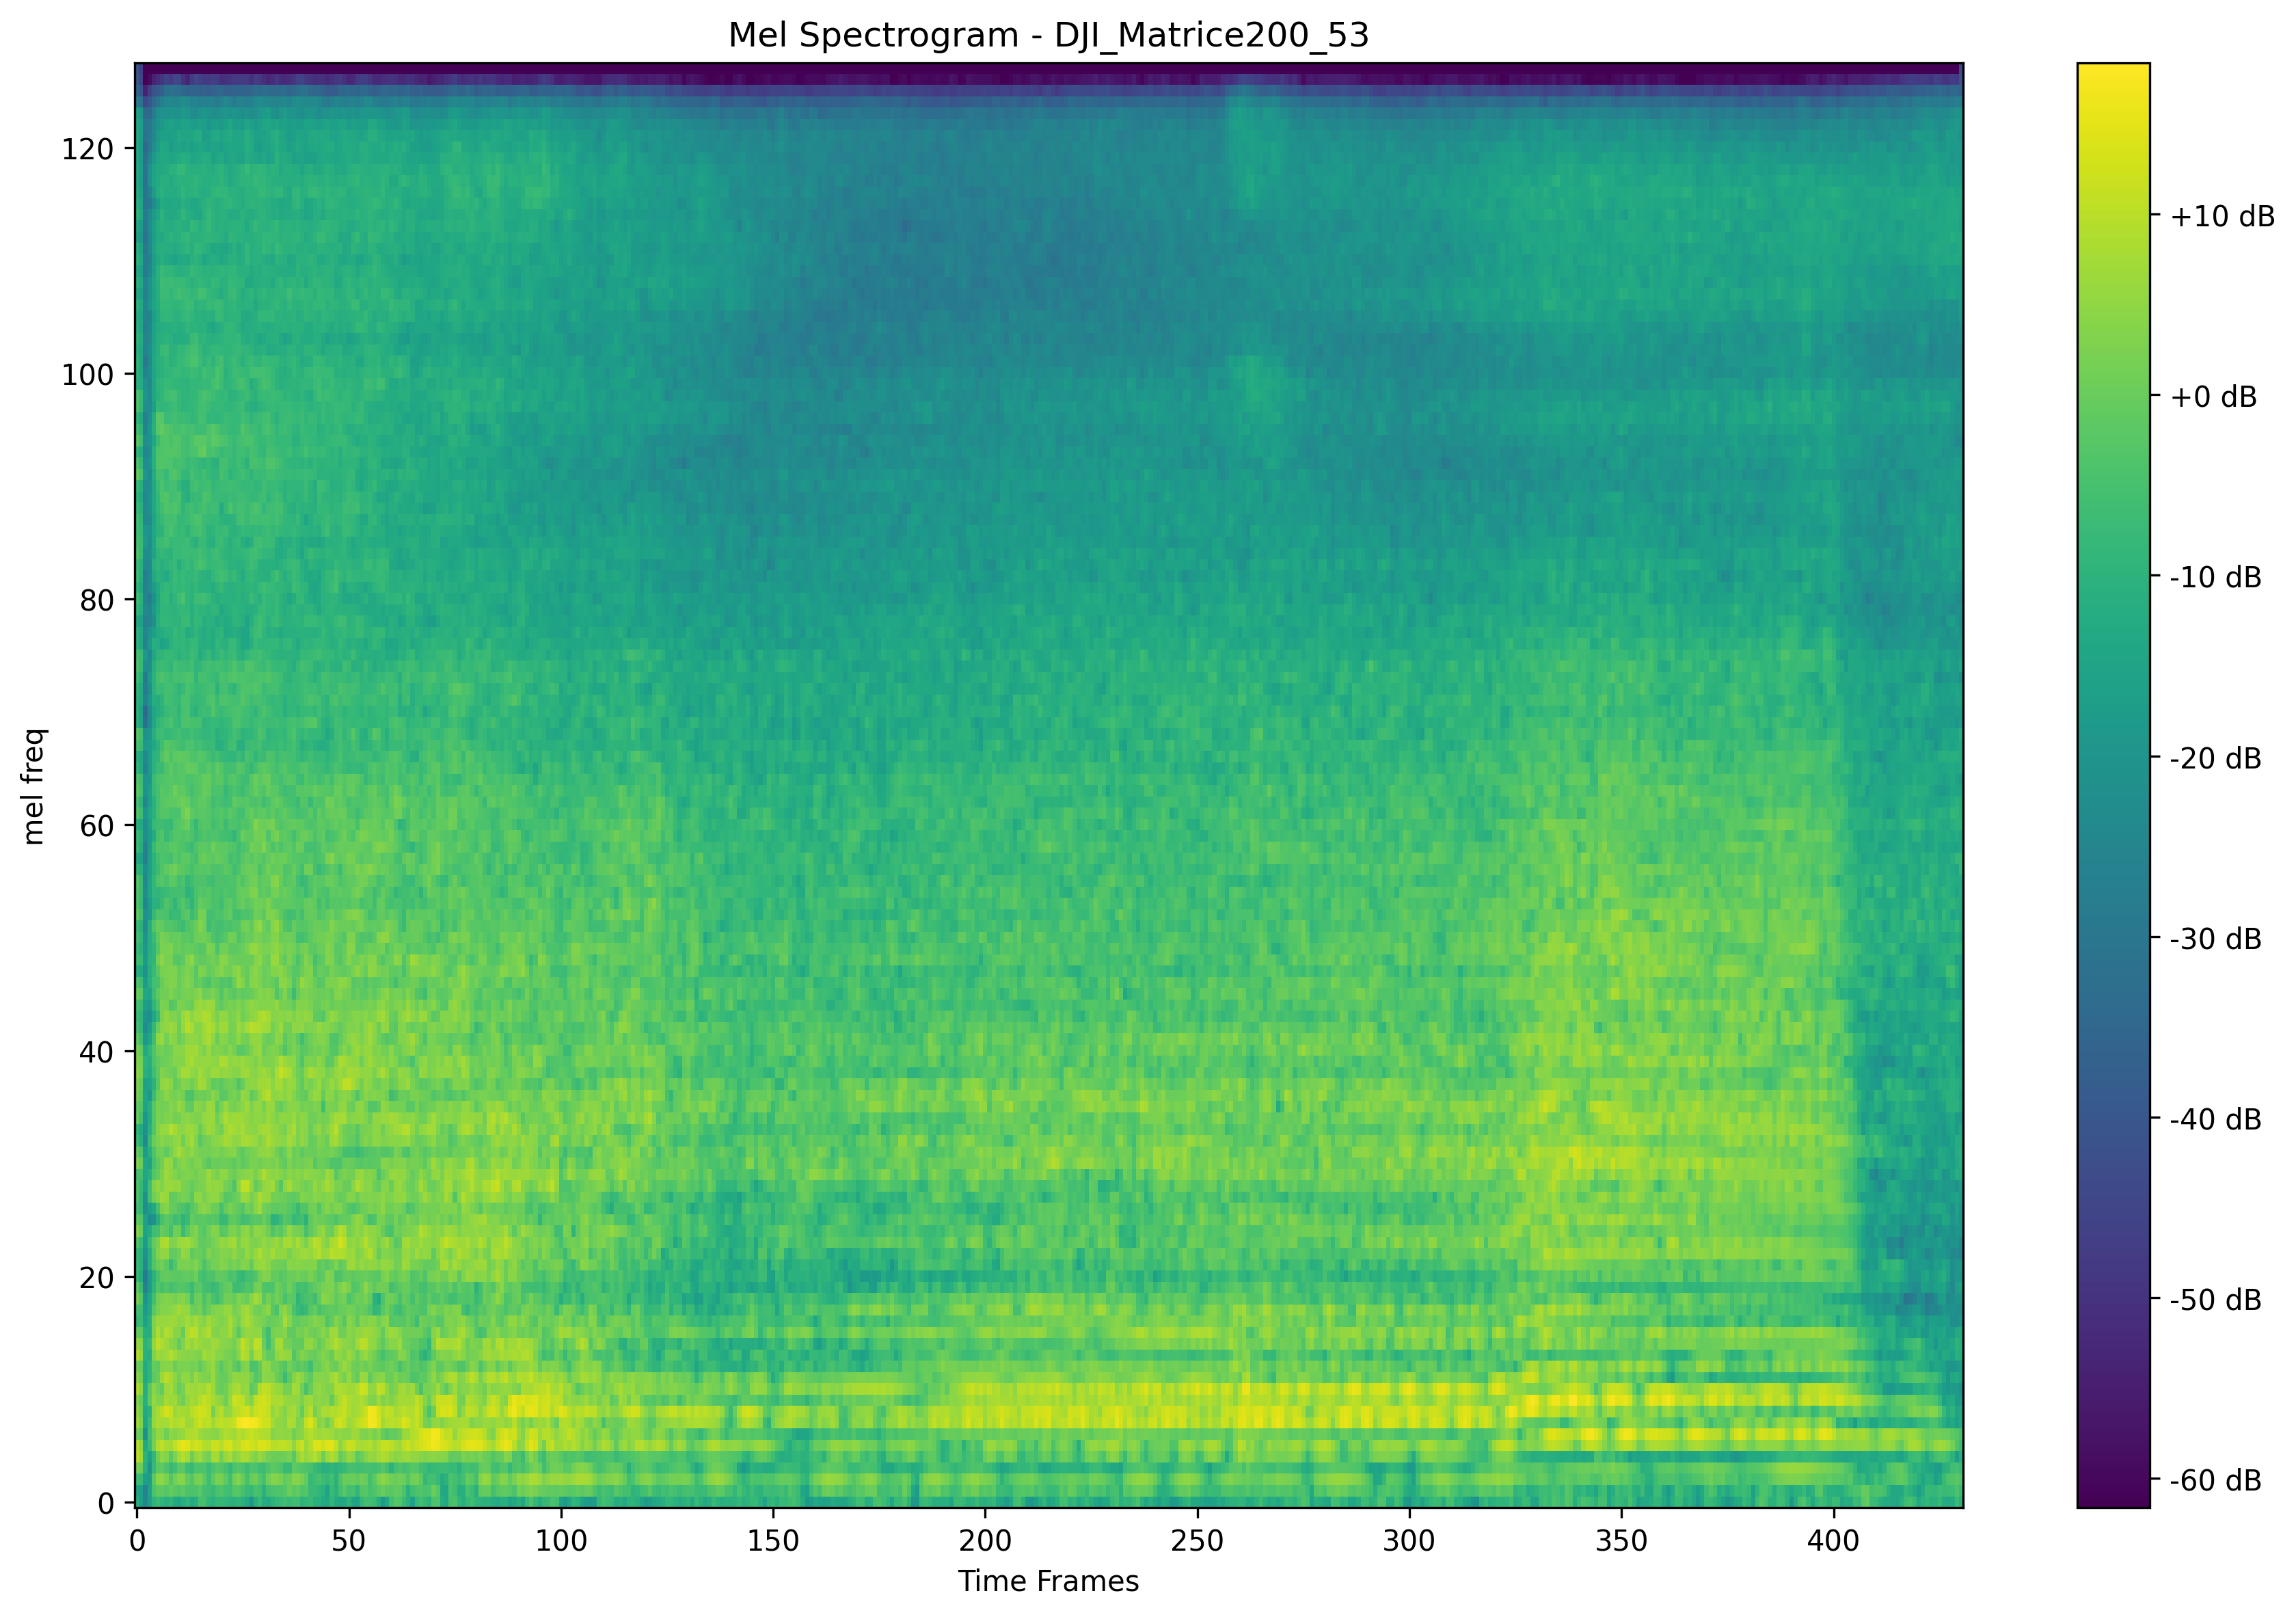 Mel Spectrogram - DJI_Matrice200_53
mel freq
120
100
80
60
40
20
0
0 50 100 150 200 250 300 350 400
Time Frames
+10 dB
+0 dB
-10 dB
-20 dB
-30 dB
-40 dB
-50 dB
-60 dB